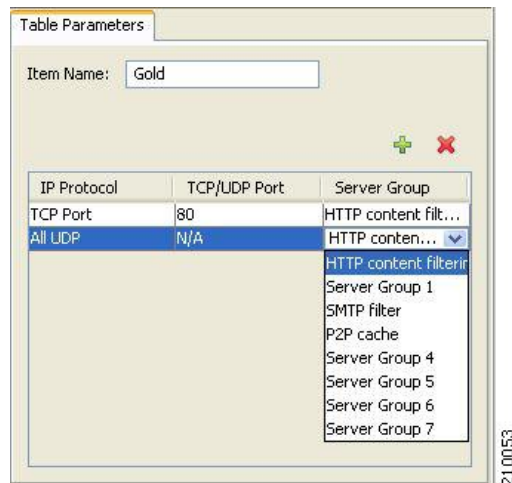 Table Parameters
Item Name: Gold
IP Protocol TCP/UDP Port Server Group
TCP Port 80 HTTP content filt...
All UDP N/A HTTP conten...
HTTP content filterin
Server Group 1
SMTP filter
P2P cache
Server Group 4
Server Group 5
Server Group 6
Server Group 7
210053